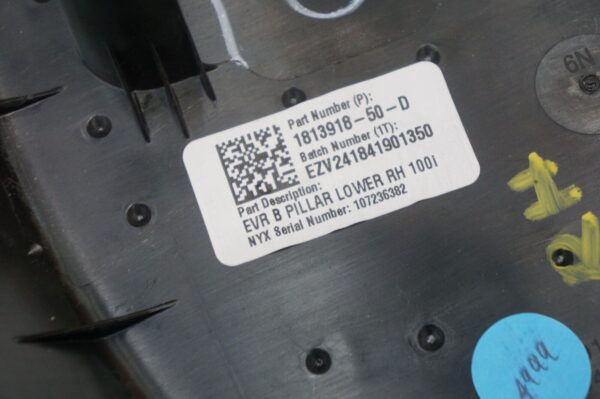 Part Number (P):
1813918-50-D
Batch Number (1T):
EZV241841901350
Part Description:
EVR B PILLAR LOWER RH 100i
NYX Serial Number: 107236382
6N